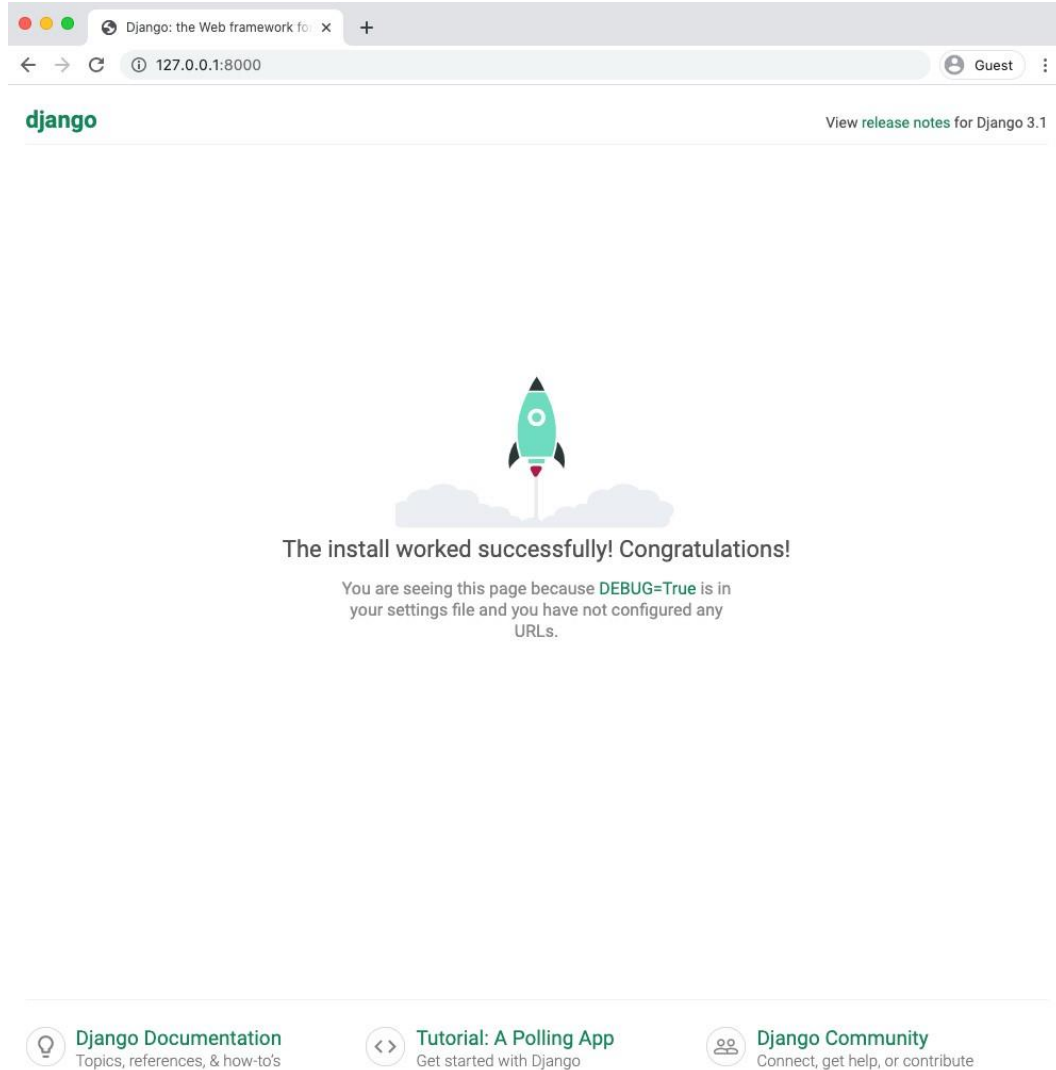 Django: the Web framework fo
127.0.0.1:8000
Guest
django
View release notes for Django 3.1
The install worked successfully! Congratulations!
You are seeing this page because DEBUG=True is in
your settings file and you have not configured any
URLs.
Django Documentation
Topics, references, & how-to's
Tutorial: A Polling App
Get started with Django
Django Community
Connect, get help, or contribute